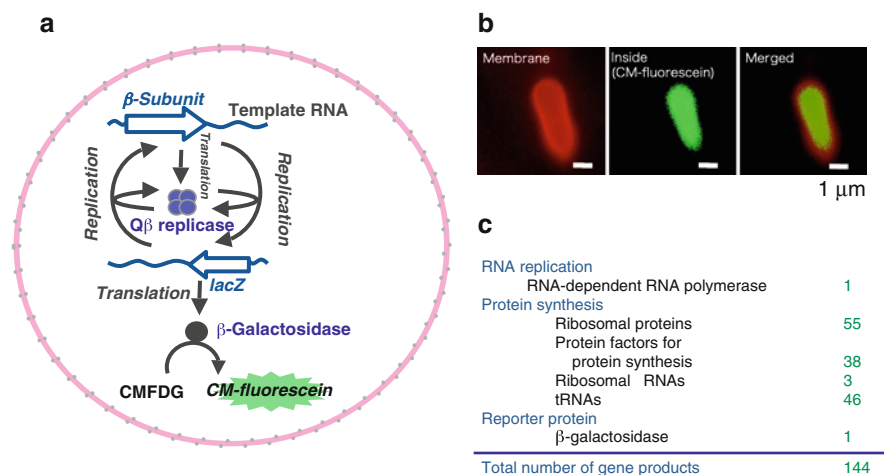 a
β-Subunit
Template RNA
Translation
Replication
Replication
Qβ replicase
lacZ
Translation
β-Galactosidase
CMFDG
CM-fluorescein
b
Membrane
Inside
(CM-fluorescein)
Merged
1 μm
c
RNA replication
RNA-dependent RNA polymerase 1
Protein synthesis
Ribosomal proteins 55
Protein factors for
protein synthesis 38
Ribosomal RNAs 3
tRNAs 46
Reporter protein
β-galactosidase 1
Total number of gene products 144